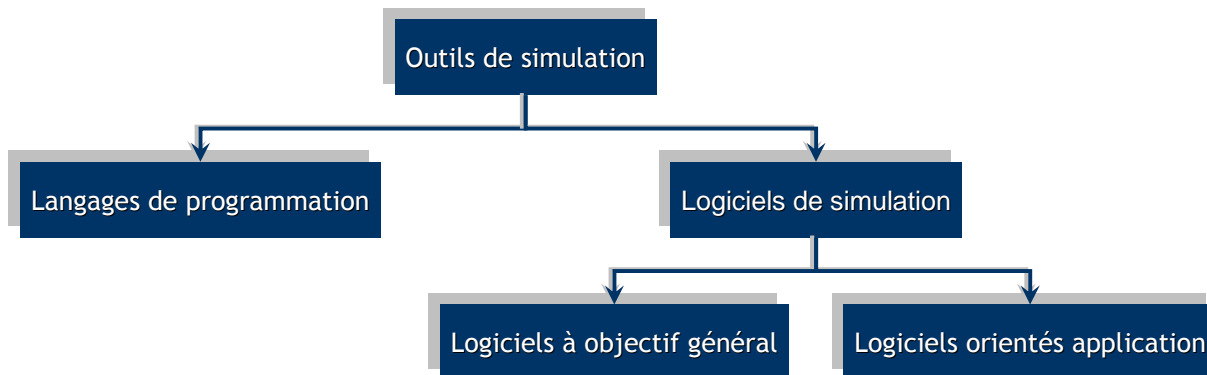 Outils de simulation
Langages de programmation
Logiciels de simulation
Logiciels à objectif général
Logiciels orientés application